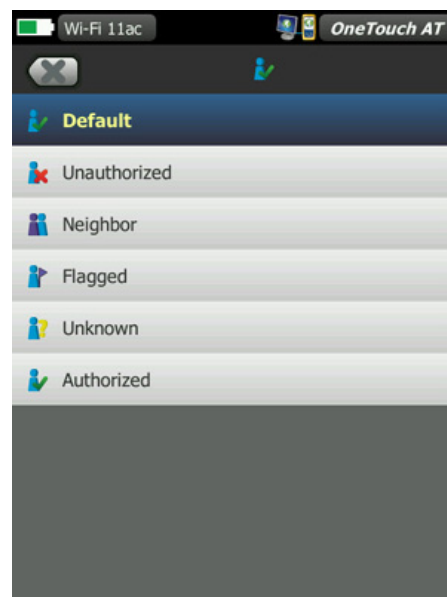 Wi-Fi 11ac OneTouch AT
Default
Unauthorized
Neighbor
Flagged
Unknown
Authorized